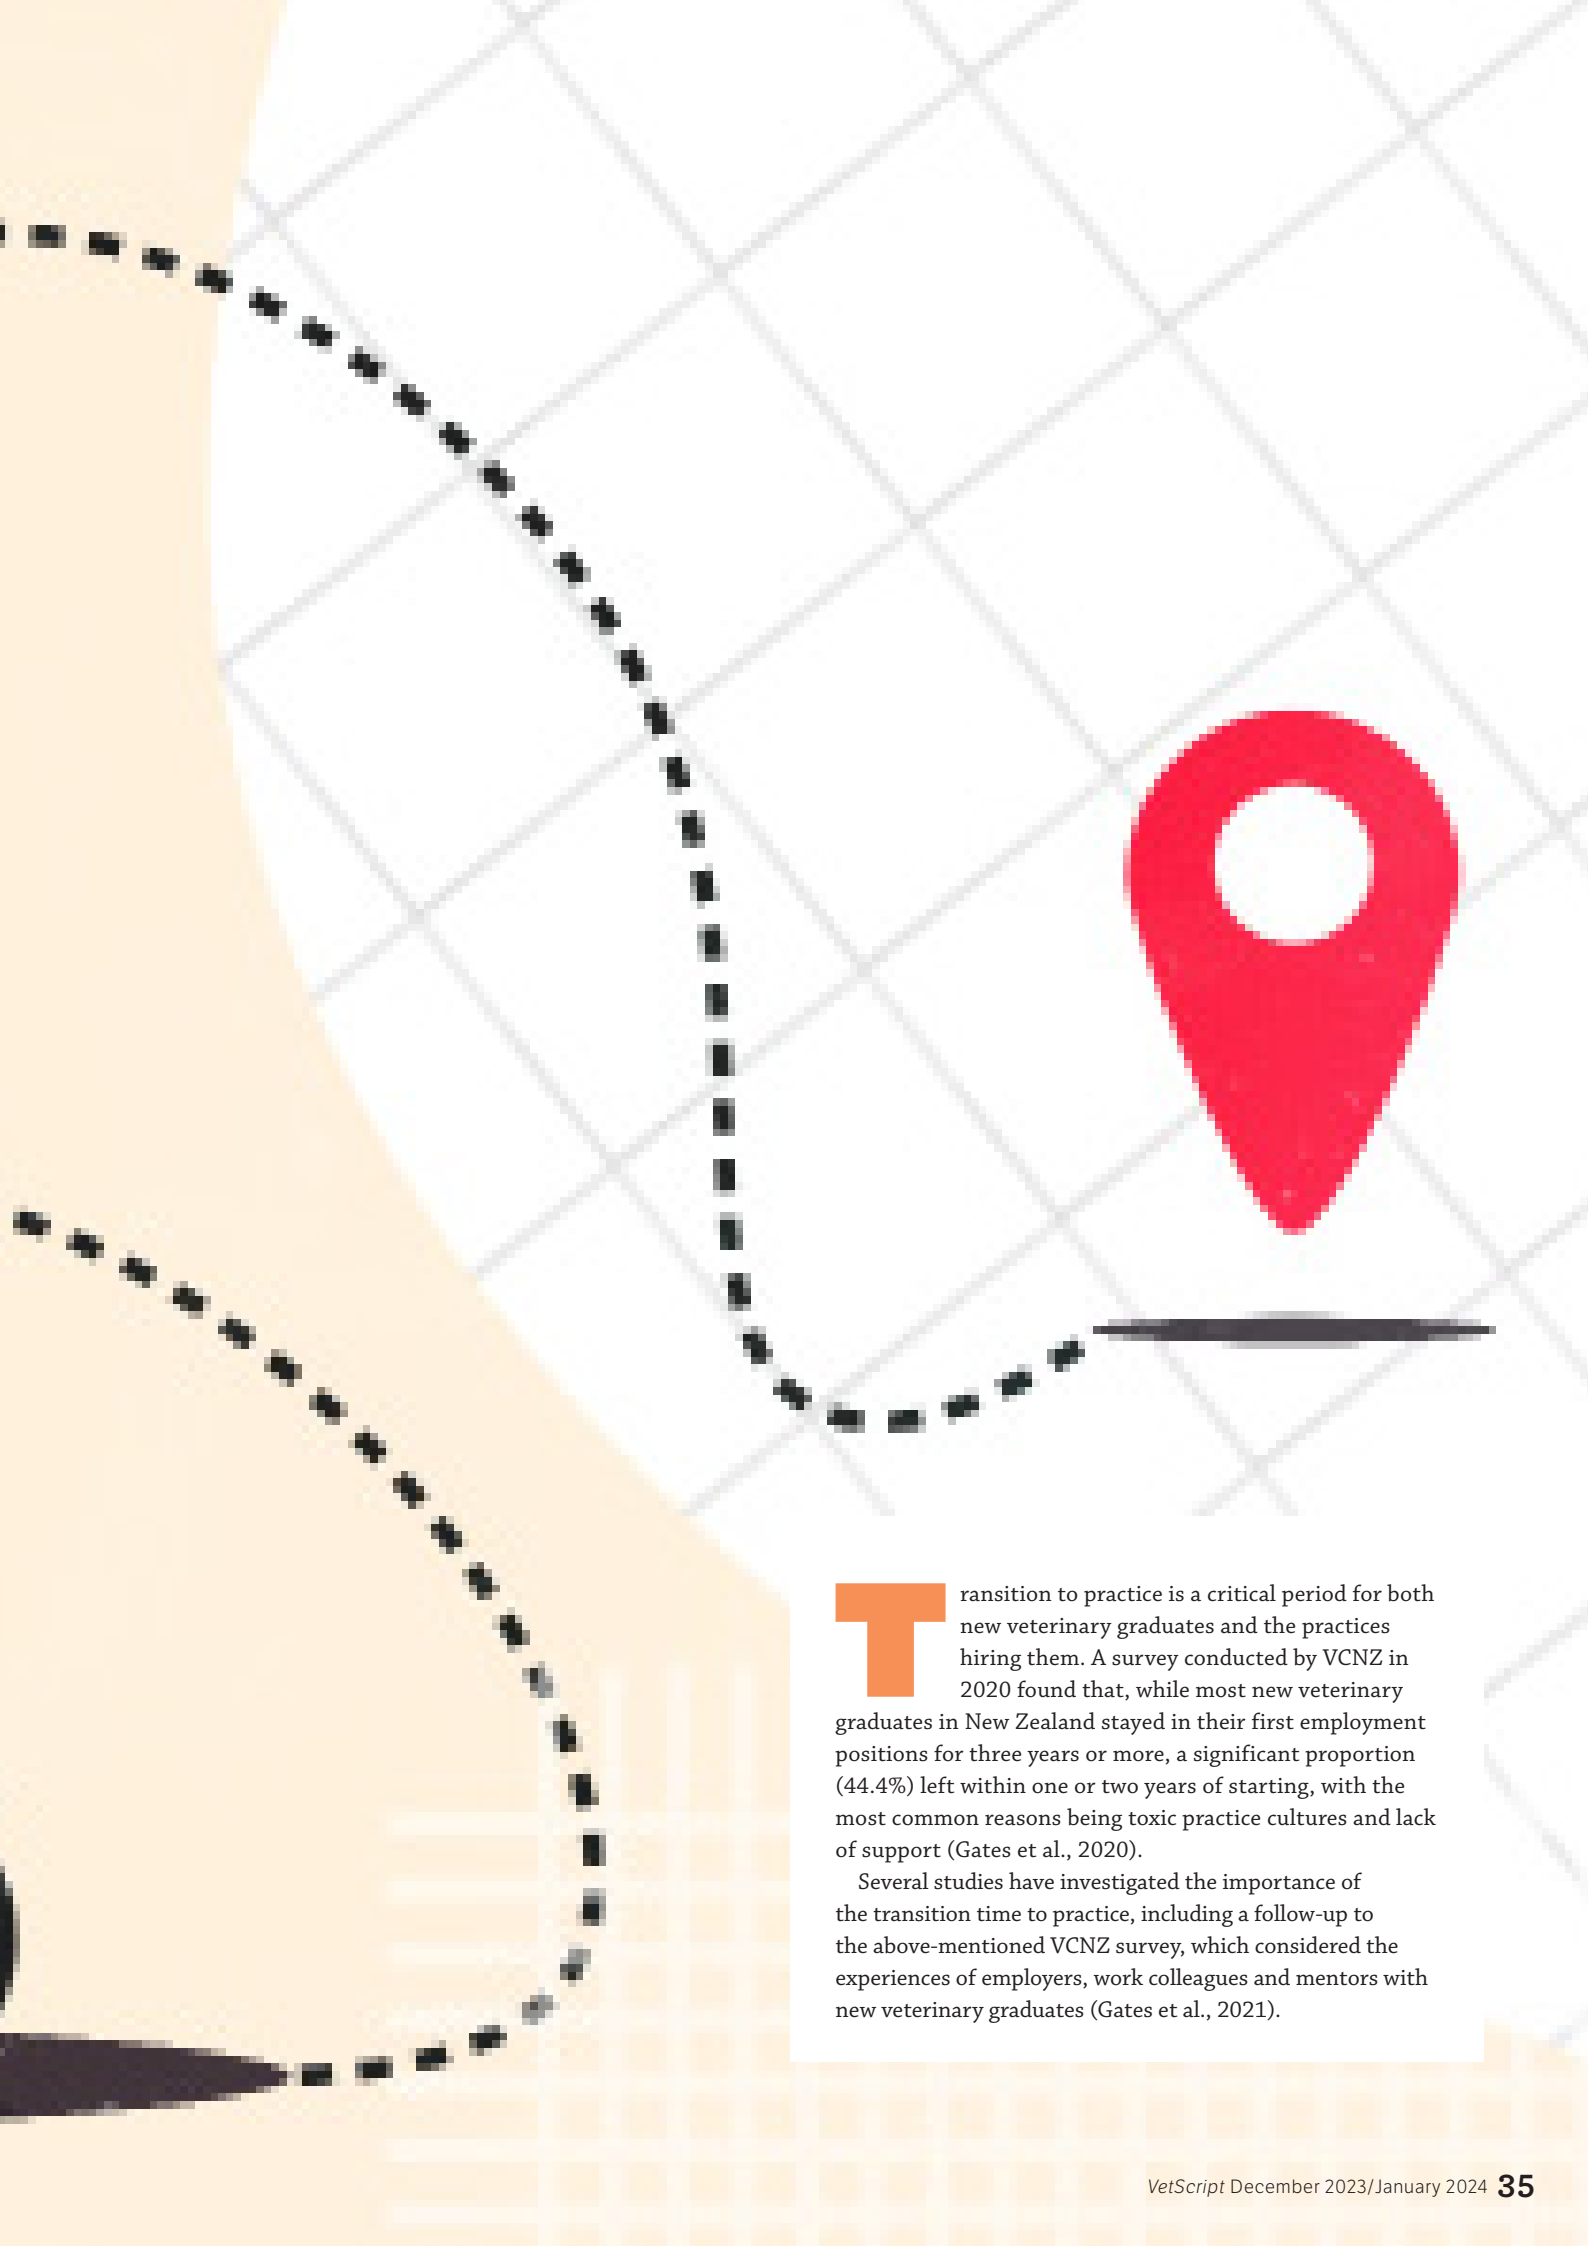 Transition to practice is a critical period for both
new veterinary graduates and the practices
hiring them. A survey conducted by VCNZ in
2020 found that, while most new veterinary
graduates in New Zealand stayed in their first employment
positions for three years or more, a significant proportion
(44.4%) left within one or two years of starting, with the
most common reasons being toxic practice cultures and lack
of support (Gates et al., 2020).
Several studies have investigated the importance of
the transition time to practice, including a follow-up to
the above-mentioned VCNZ survey, which considered the
experiences of employers, work colleagues and mentors with
new veterinary graduates (Gates et al., 2021).
VetScript December 2023/January 2024 35